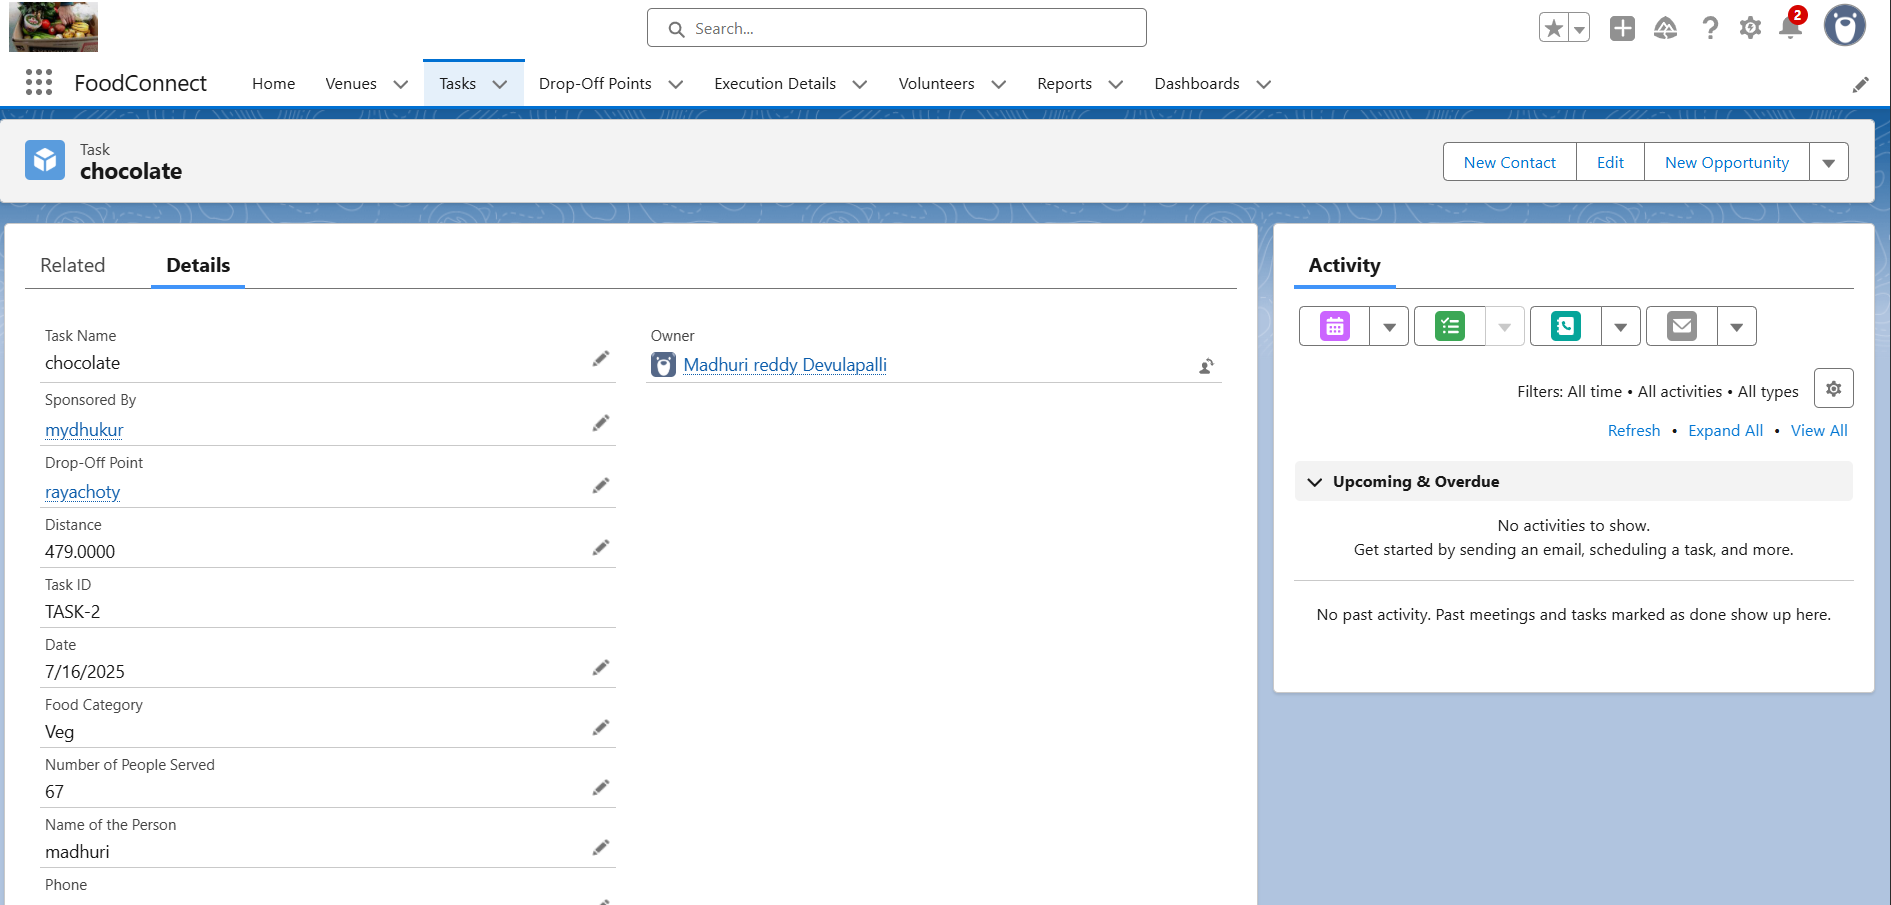 Search...
2
FoodConnect
Home
Venues
Tasks
Drop-Off Points
Execution Details
Volunteers
Reports
Dashboards
Task
chocolate
New Contact
Edit
New Opportunity
Related
Details
Task Name
chocolate
Sponsored By
mydhukur
Drop-Off Point
rayachoty
Distance
479.0000
Task ID
TASK-2
Date
7/16/2025
Food Category
Veg
Number of People Served
67
Name of the Person
madhuri
Phone
Owner
Madhuri reddy Devulapalli
Activity
Filters: All time • All activities • All types
Refresh • Expand All • View All
Upcoming & Overdue
No activities to show.
Get started by sending an email, scheduling a task, and more.
No past activity. Past meetings and tasks marked as done show up here.